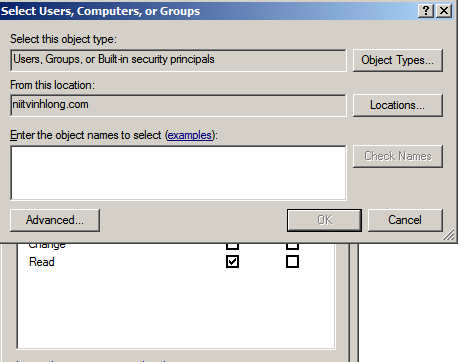 Select Users, Computers, or Groups
Select this object type:
Users, Groups, or Built-in security principals
Object Types...
From this location:
niitvinhlong.com
Locations...
Enter the object names to select (examples):
Check Names
Advanced...
OK
Cancel
Change
Read